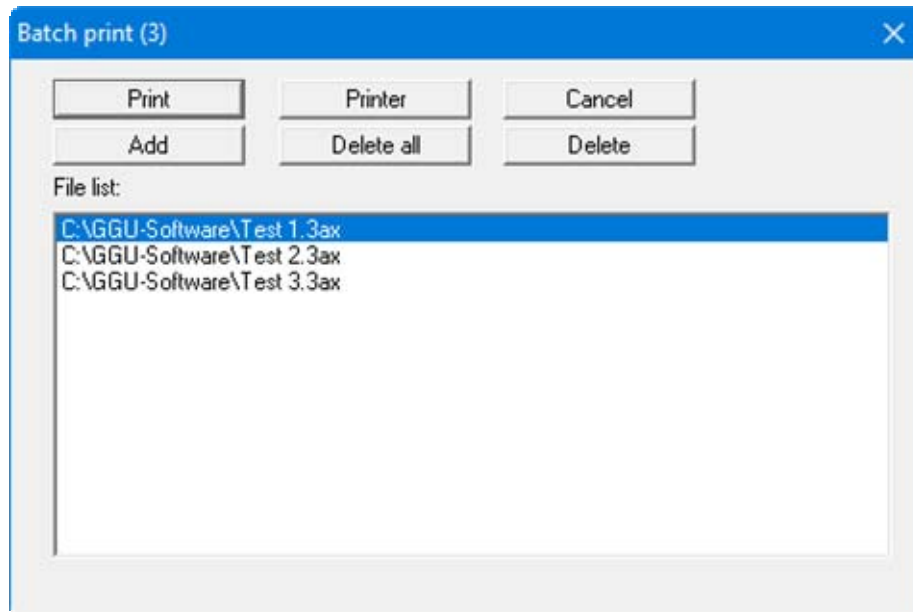 Batch print (3)
Print Printer Cancel
Add Delete all Delete
File list:
C:\GGU-Software\Test 1.3ax
C:\GGU-Software\Test 2.3ax
C:\GGU-Software\Test 3.3ax